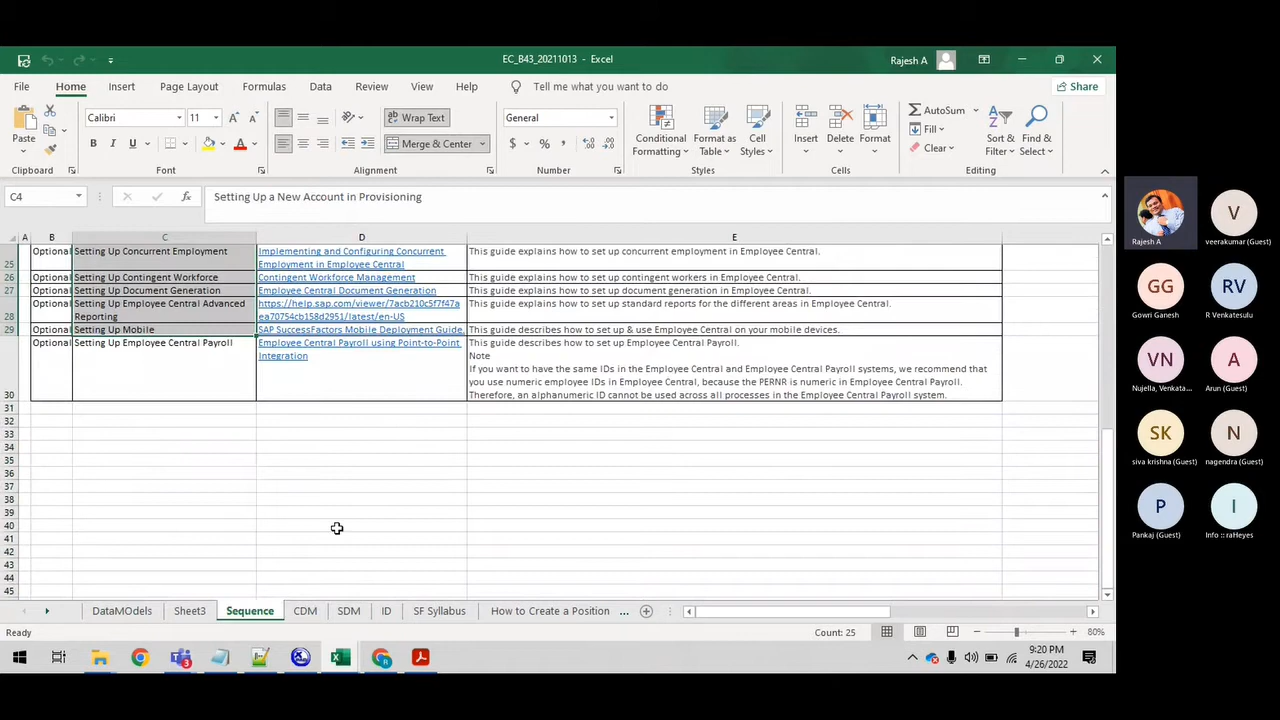 EC_B43_20211013 - Excel
Rajesh A
File
Home
Insert
Page Layout
Formulas
Data
Review
View
Help
Tell me what you want to do
Share
Paste
Clipboard
Calibri
11
B I U
A
Font
Wrap Text
Merge & Center
Alignment
General
$ % ,
Number
Conditional Formatting
Format as Table
Cell Styles
Styles
Insert
Delete
Format
Cells
AutoSum
Fill
Clear
Sort & Filter
Find & Select
Editing
C4
fx
Setting Up a New Account in Provisioning
A B C D E
25 Optional Setting Up Concurrent Employment Implementing and Configuring Concurrent Employment in Employee Central This guide explains how to set up concurrent employment in Employee Central.
26 Optional Setting Up Contingent Workforce Contingent Workforce Management This guide explains how to set up contingent workers in Employee Central.
27 Optional Setting Up Document Generation Employee Central Document Generation This guide explains how to set up document generation in Employee Central.
28 Optional Setting Up Employee Central Advanced Reporting https://help.sap.com/viewer/7acb210c5f7f47aea70754cb158d2951/latest/en-US This guide explains how to set up standard reports for the different areas in Employee Central.
29 Optional Setting Up Mobile SAP SuccessFactors Mobile Deployment Guide. This guide describes how to set up & use Employee Central on your mobile devices.
30 Optional Setting Up Employee Central Payroll Employee Central Payroll using Point-to-Point Integration This guide describes how to set up Employee Central Payroll.
Note
If you want to have the same IDs in the Employee Central and Employee Central Payroll systems, we recommend that
you use numeric employee IDs in Employee Central, because the PERNR is numeric in Employee Central Payroll.
Therefore, an alphanumeric ID cannot be used across all processes in the Employee Central Payroll system.
31
32
33
34
35
36
37
38
39
40
41
42
43
44
45
DataMOdels
Sheet3
Sequence
CDM
SDM
ID
SF Syllabus
How to Create a Position
...
Ready
Count: 25
80%
3
9:20 PM
4/26/2022
Rajesh A
V
veerakumar (Guest)
GG
Gowri Ganesh
RV
R Venkatesulu
VN
Nujella, Venkata...
A
Arun (Guest)
SK
siva krishna (Guest)
N
nagendra (Guest)
P
Pankaj (Guest)
I
Info :: raHeyes